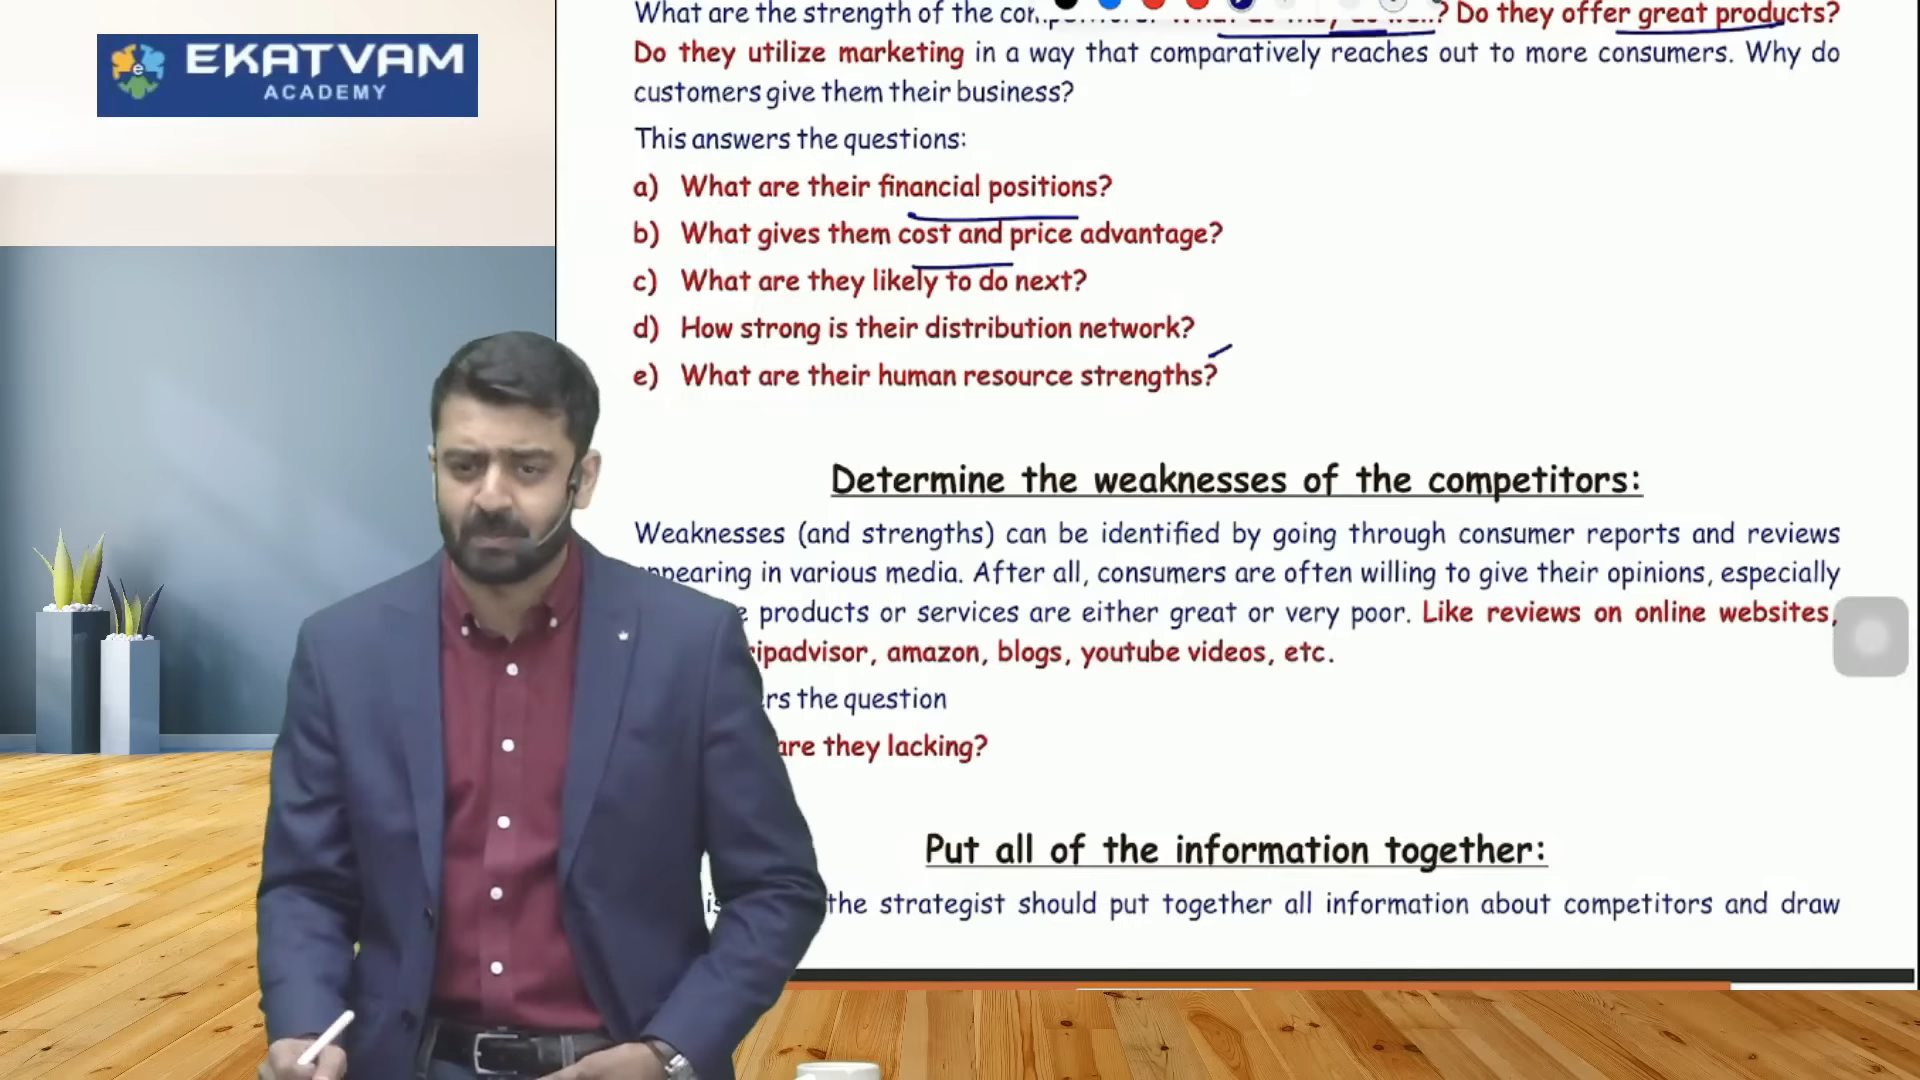 EKATVAM
ACADEMY
What are the strength of the ? Do they offer great products?
Do they utilize marketing in a way that comparatively reaches out to more consumers. Why do
customers give them their business?
This answers the questions:
a) What are their financial positions?
b) What gives them cost and price advantage?
c) What are they likely to do next?
d) How strong is their distribution network?
e) What are their human resource strengths?
Determine the weaknesses of the competitors:
Weaknesses (and strengths) can be identified by going through consumer reports and reviews
appearing in various media. After all, consumers are often willing to give their opinions, especially
products or services are either great or very poor. Like reviews on online websites,
tripadvisor, amazon, blogs, youtube videos, etc.
the question
are they lacking?
Put all of the information together:
the strategist should put together all information about competitors and draw